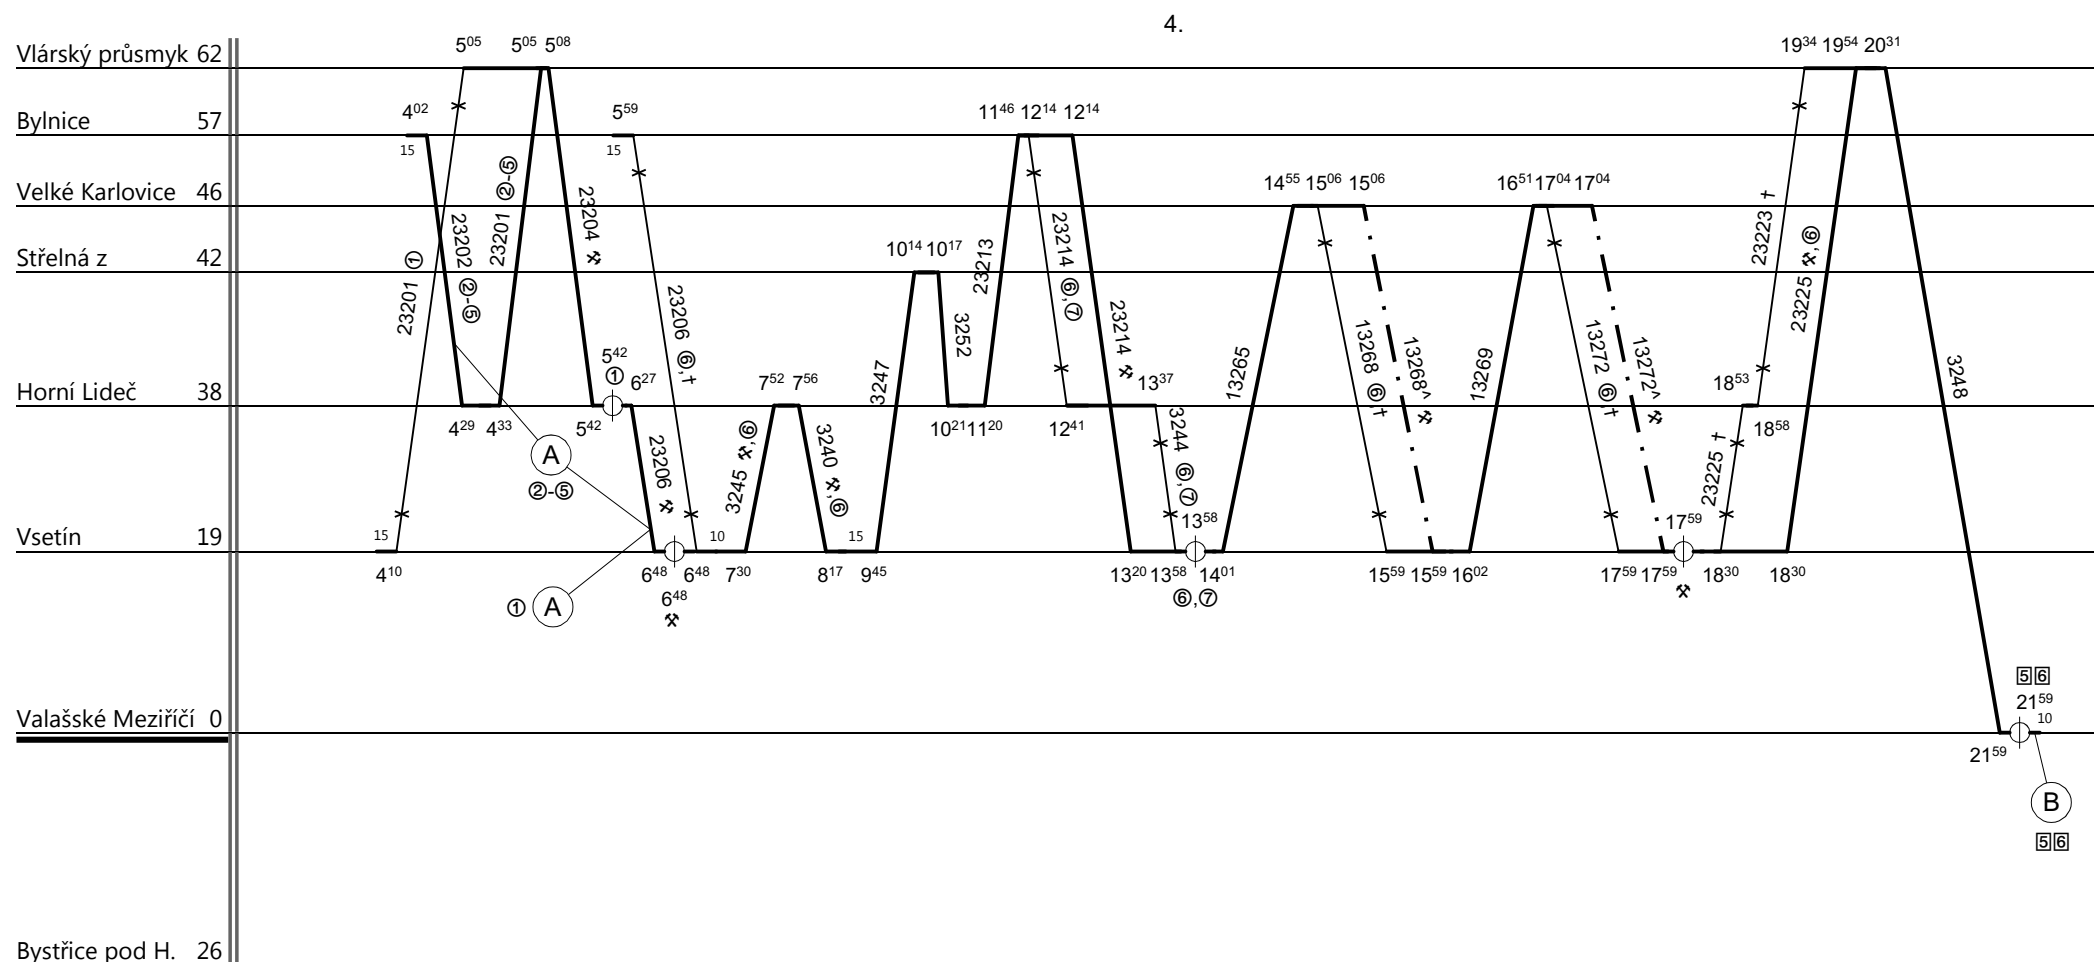 4.
Vlárský průsmyk 62
5⁰⁵ 5⁰⁵ 5⁰⁸ 19³⁴ 19⁵⁴ 20³¹
Bylnice 57
4⁰² 5⁵⁹ 11⁴⁶ 12¹⁴ 12¹⁴
15 15
Velké Karlovice 46
14⁵⁵ 15⁰⁶ 15⁰⁶ 16⁵¹ 17⁰⁴ 17⁰⁴
Střelná z 42
10¹⁴ 10¹⁷
23201 ①
23202 ②-⑤
23201 ②-⑤
23204 ⚒
23206 ⑥,†
3247
3252
23213
23214 ⑥,⑦
23214 ⚒
13265
13268 ⑥,†
13268^ ⚒
13269
13272 ⑥,†
13272^ ⚒
23223 †
23225 ⚒,⑥
3248
Horní Lideč 38
5⁴²
①
6²⁷ 7⁵² 7⁵⁶ 13³⁷ 18⁵³
4²⁹ 4³³ 5⁴² 10²¹ 11²⁰ 12⁴¹ 18⁵⁸
A
②-⑤
23206 ⚒
3245 ⚒,⑥
3240 ⚒,⑥
3244 ⑥,⑦
23225 †
Vsetín 19
15 10 15 13⁵⁸ 17⁵⁹
4¹⁰ 6⁴⁸ 6⁴⁸ 7³⁰ 8¹⁷ 9⁴⁵ 13²⁰ 13⁵⁸ 14⁰¹ 15⁵⁹ 15⁵⁹ 16⁰² 17⁵⁹ 17⁵⁹ 18³⁰ 18³⁰
6⁴⁸
⚒
⑥,⑦
⚒
① A
Valašské Meziříčí 0
5 6
21⁵⁹
10
21⁵⁹
B
5 6
Bystřice pod H. 26